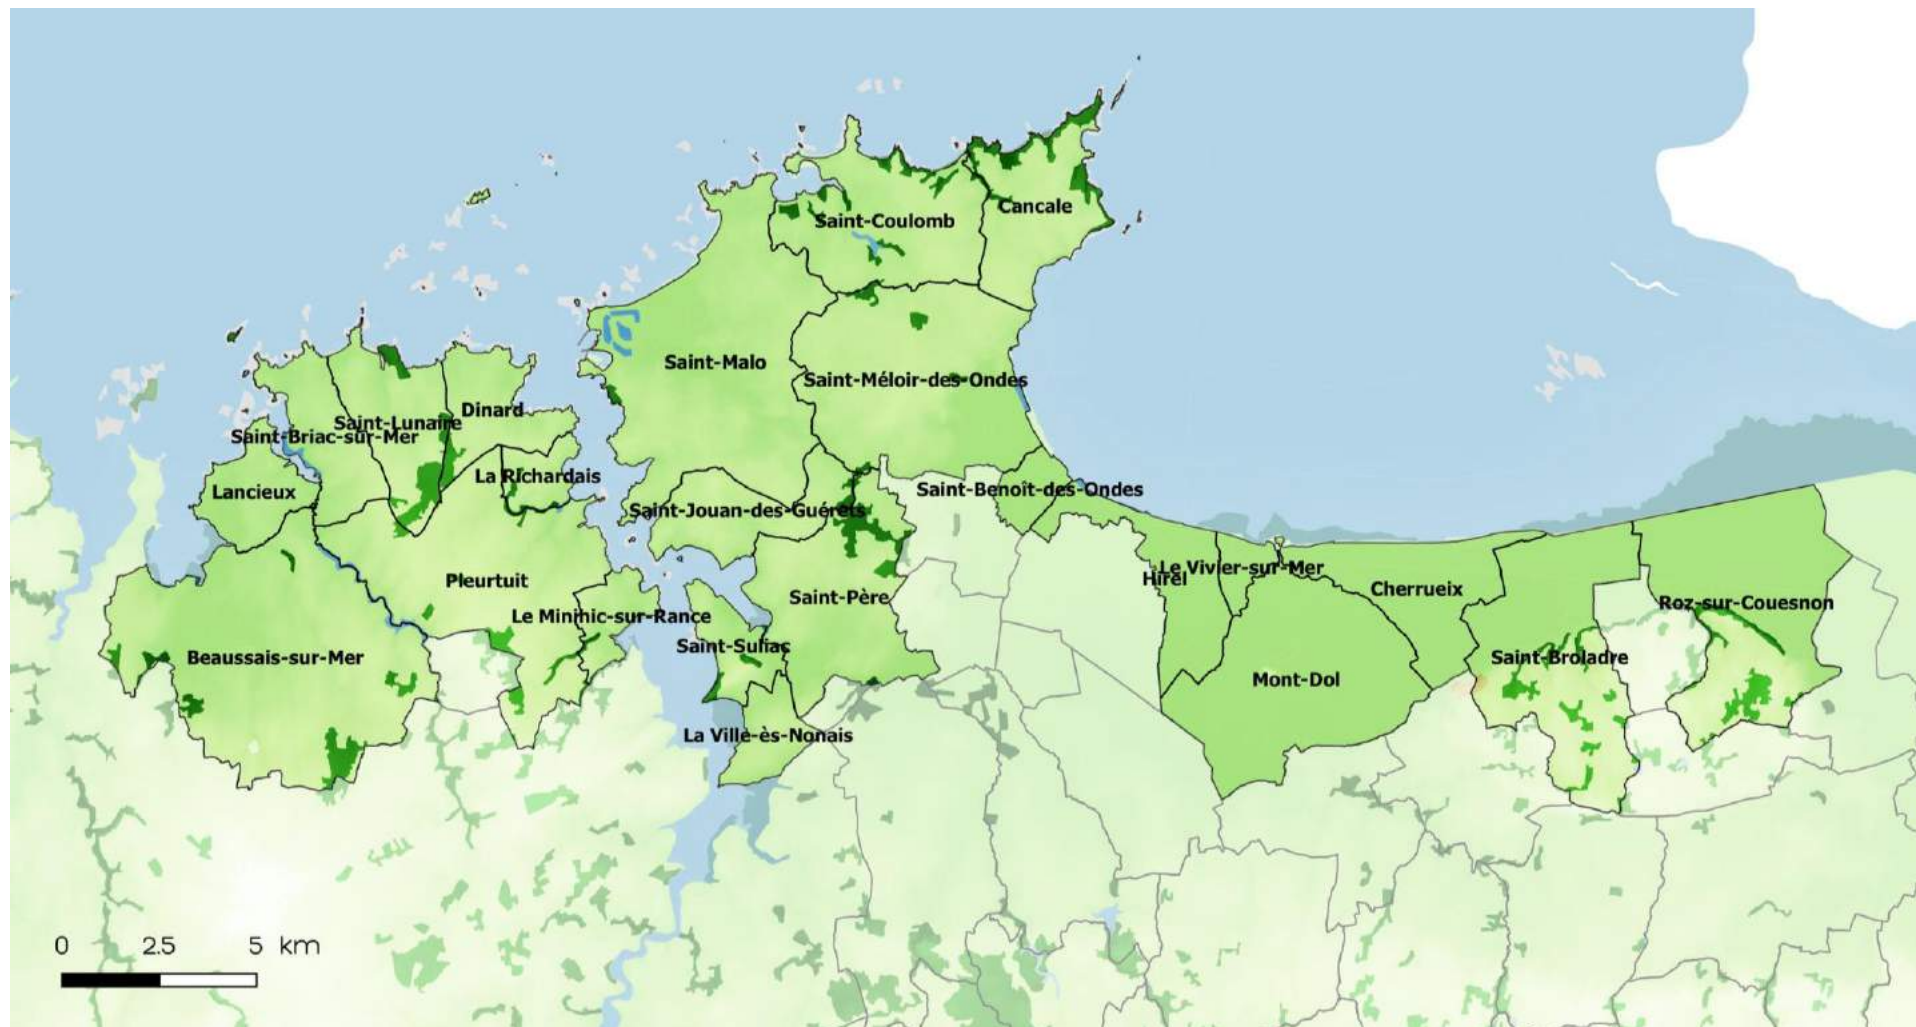 Cancale
Saint-Coulomb
Saint-Malo
Saint-Méloir-des-Ondes
Dinard
Saint-Lunaire
Saint-Briac-sur-Mer
La Richardais
Lancieux
Saint-Benoît-des-Ondes
Saint-Jouan-des-Guérets
Le Vivier-sur-Mer
Hirel
Pleurtuit
Cherrueix
Saint-Père
Roz-sur-Couesnon
Le Minihic-sur-Rance
Saint-Suliac
Beaussais-sur-Mer
Saint-Broladre
Mont-Dol
La Ville-ès-Nonais
0 2.5 5 km